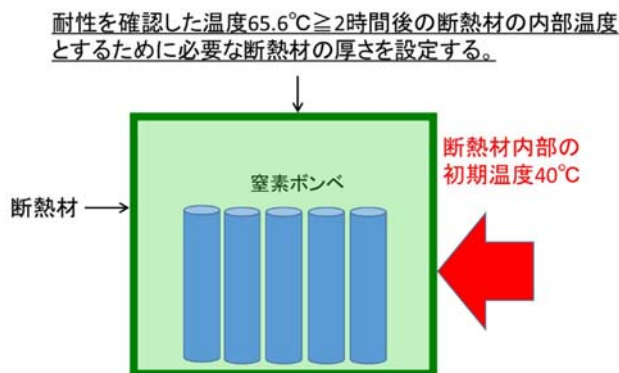 耐性を確認した温度65.6℃≧2時間後の断熱材の内部温度
とするために必要な断熱材の厚さを設定する。
断熱材内部の
初期温度40℃
窒素ボンベ
断熱材